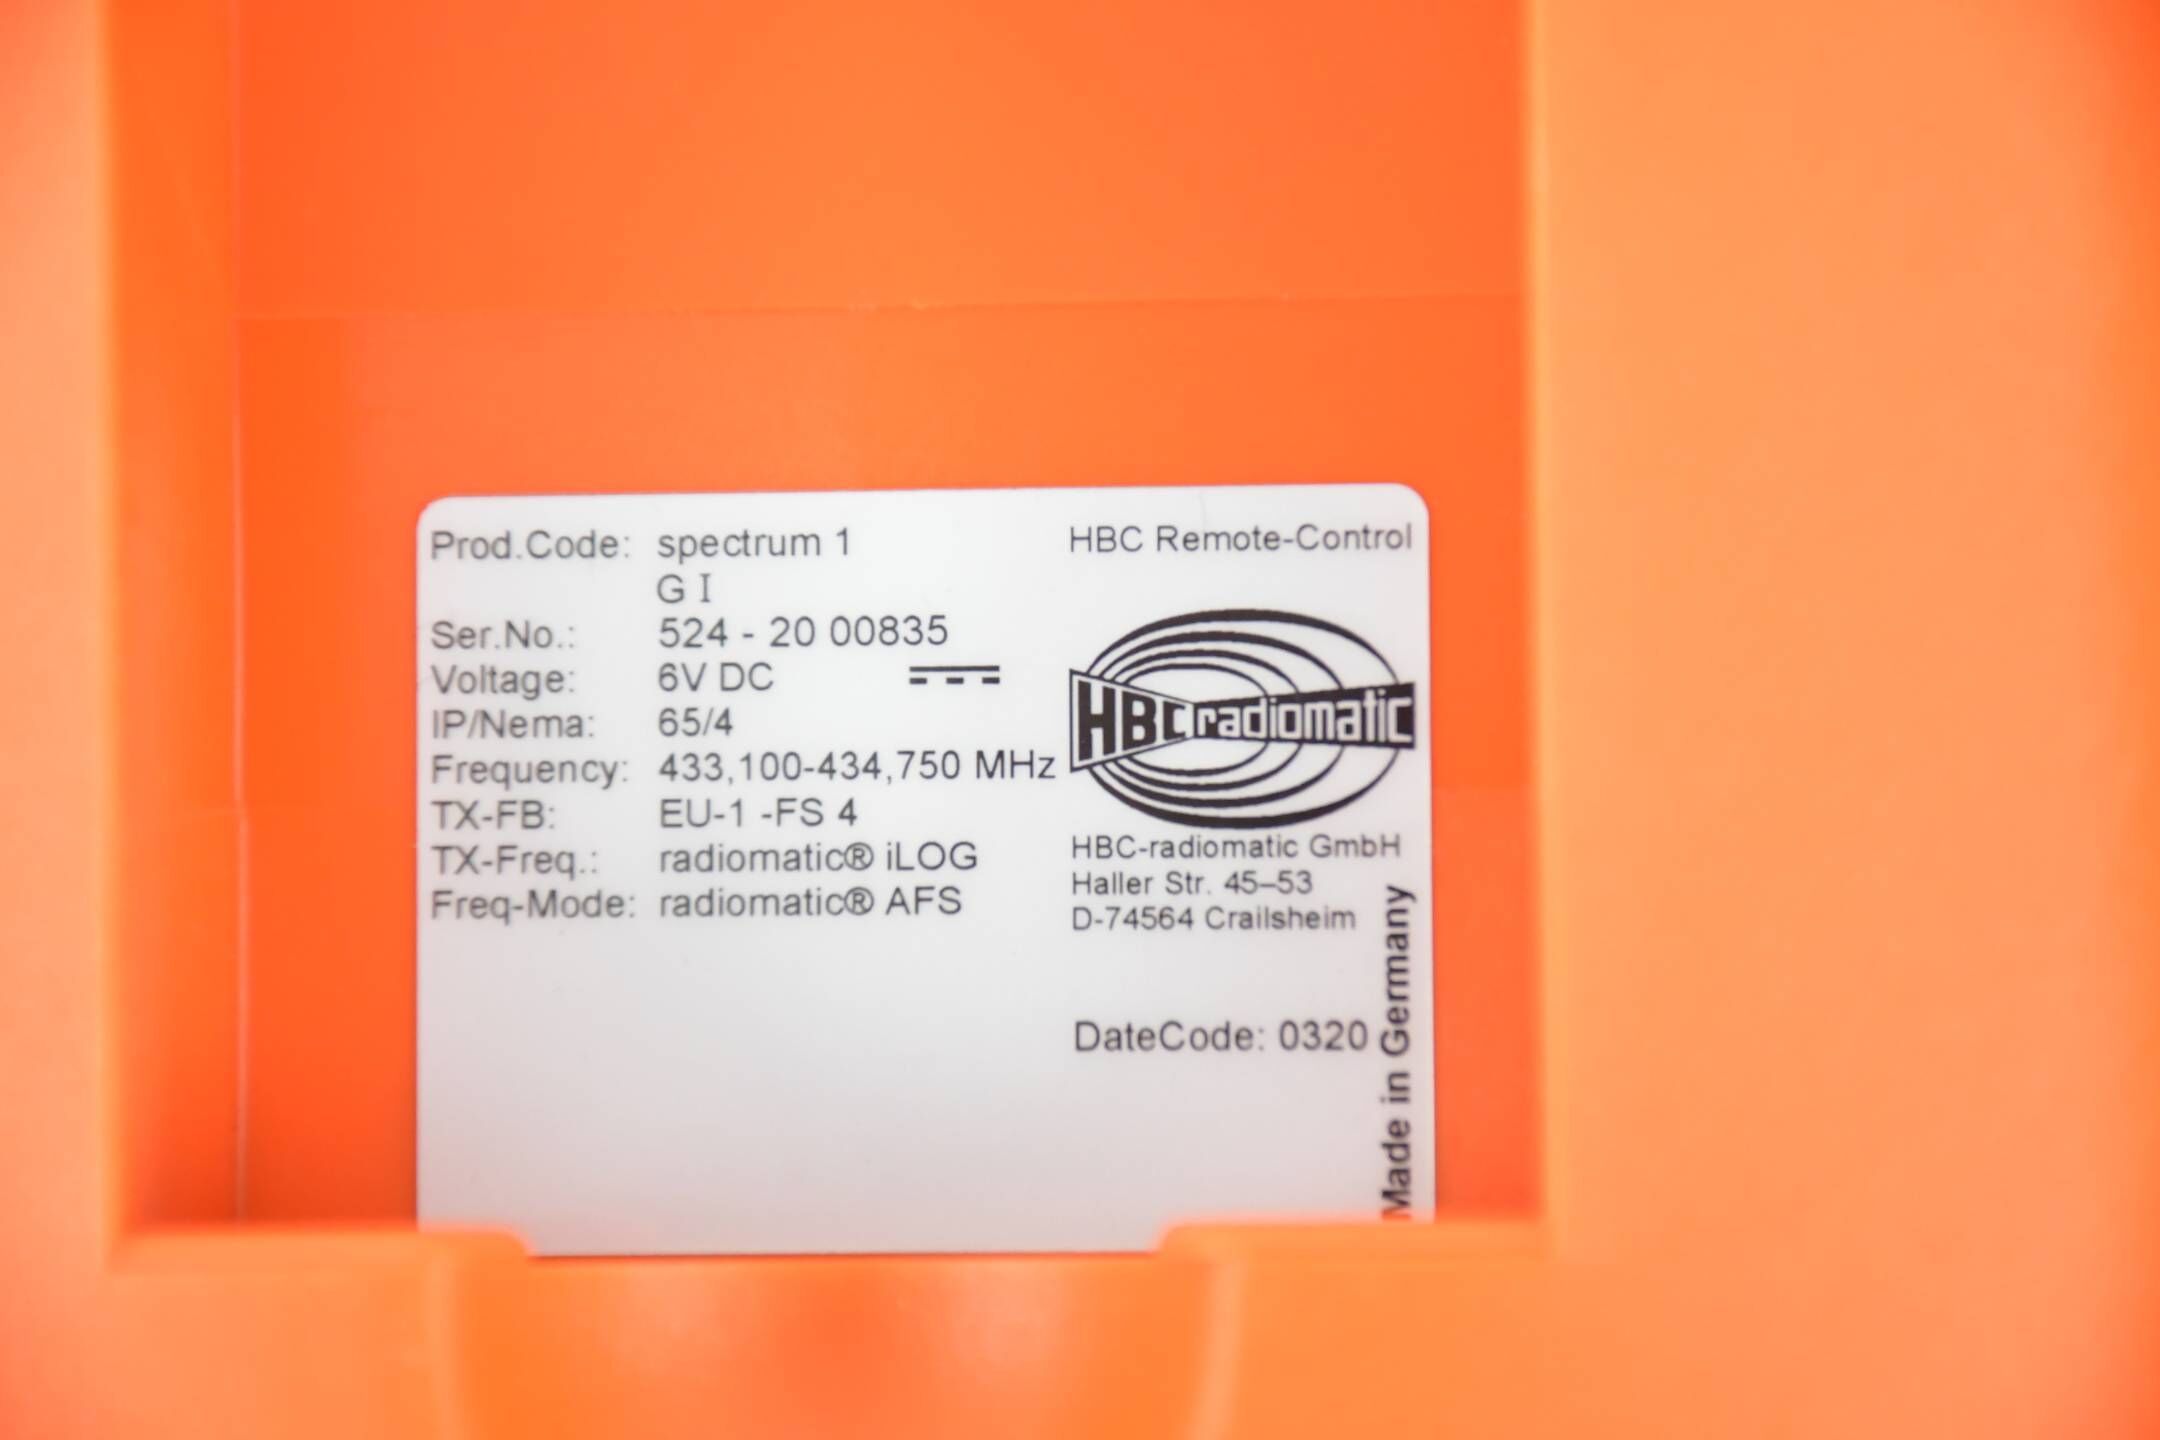 Prod.Code: spectrum 1
G I
Ser.No.: 524 - 20 00835
Voltage: 6V DC
IP/Nema: 65/4
Frequency: 433,100-434,750 MHz
TX-FB: EU-1 -FS 4
TX-Freq.: radiomatic® iLOG
Freq-Mode: radiomatic® AFS
HBC Remote-Control
HBC radiomatic
HBC-radiomatic GmbH
Haller Str. 45–53
D-74564 Crailsheim
DateCode: 0320
Made in Germany